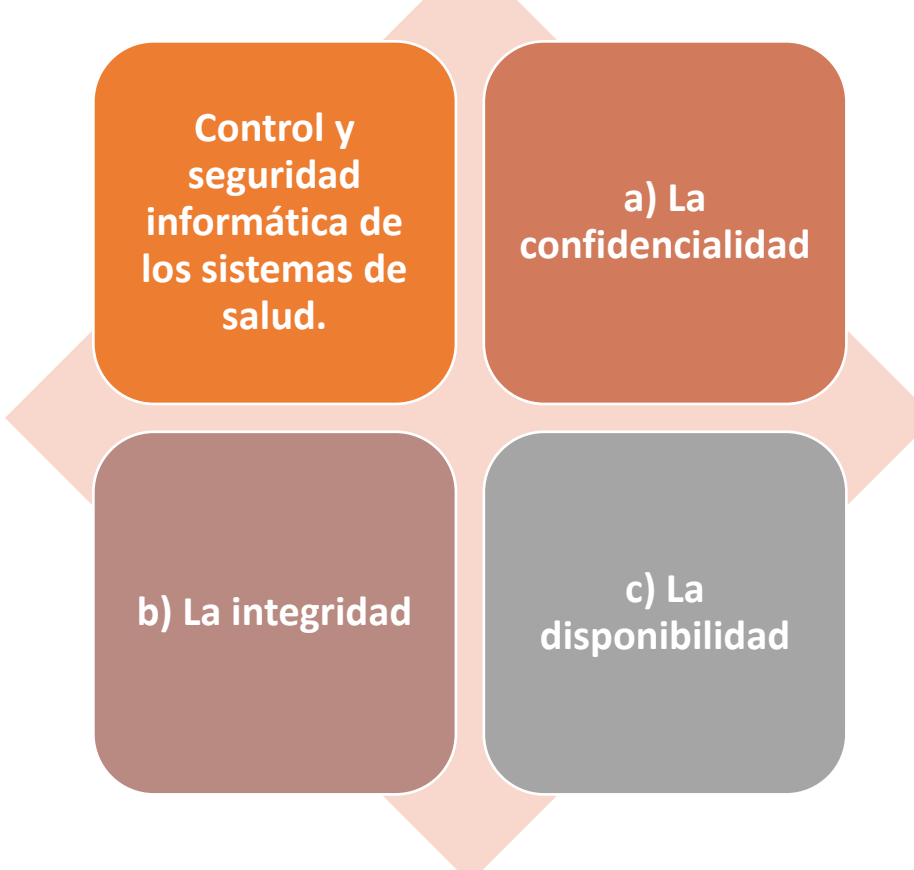 Control y
seguridad
informática de
los sistemas de
salud.
a) La
confidencialidad
b) La integridad
c) La
disponibilidad